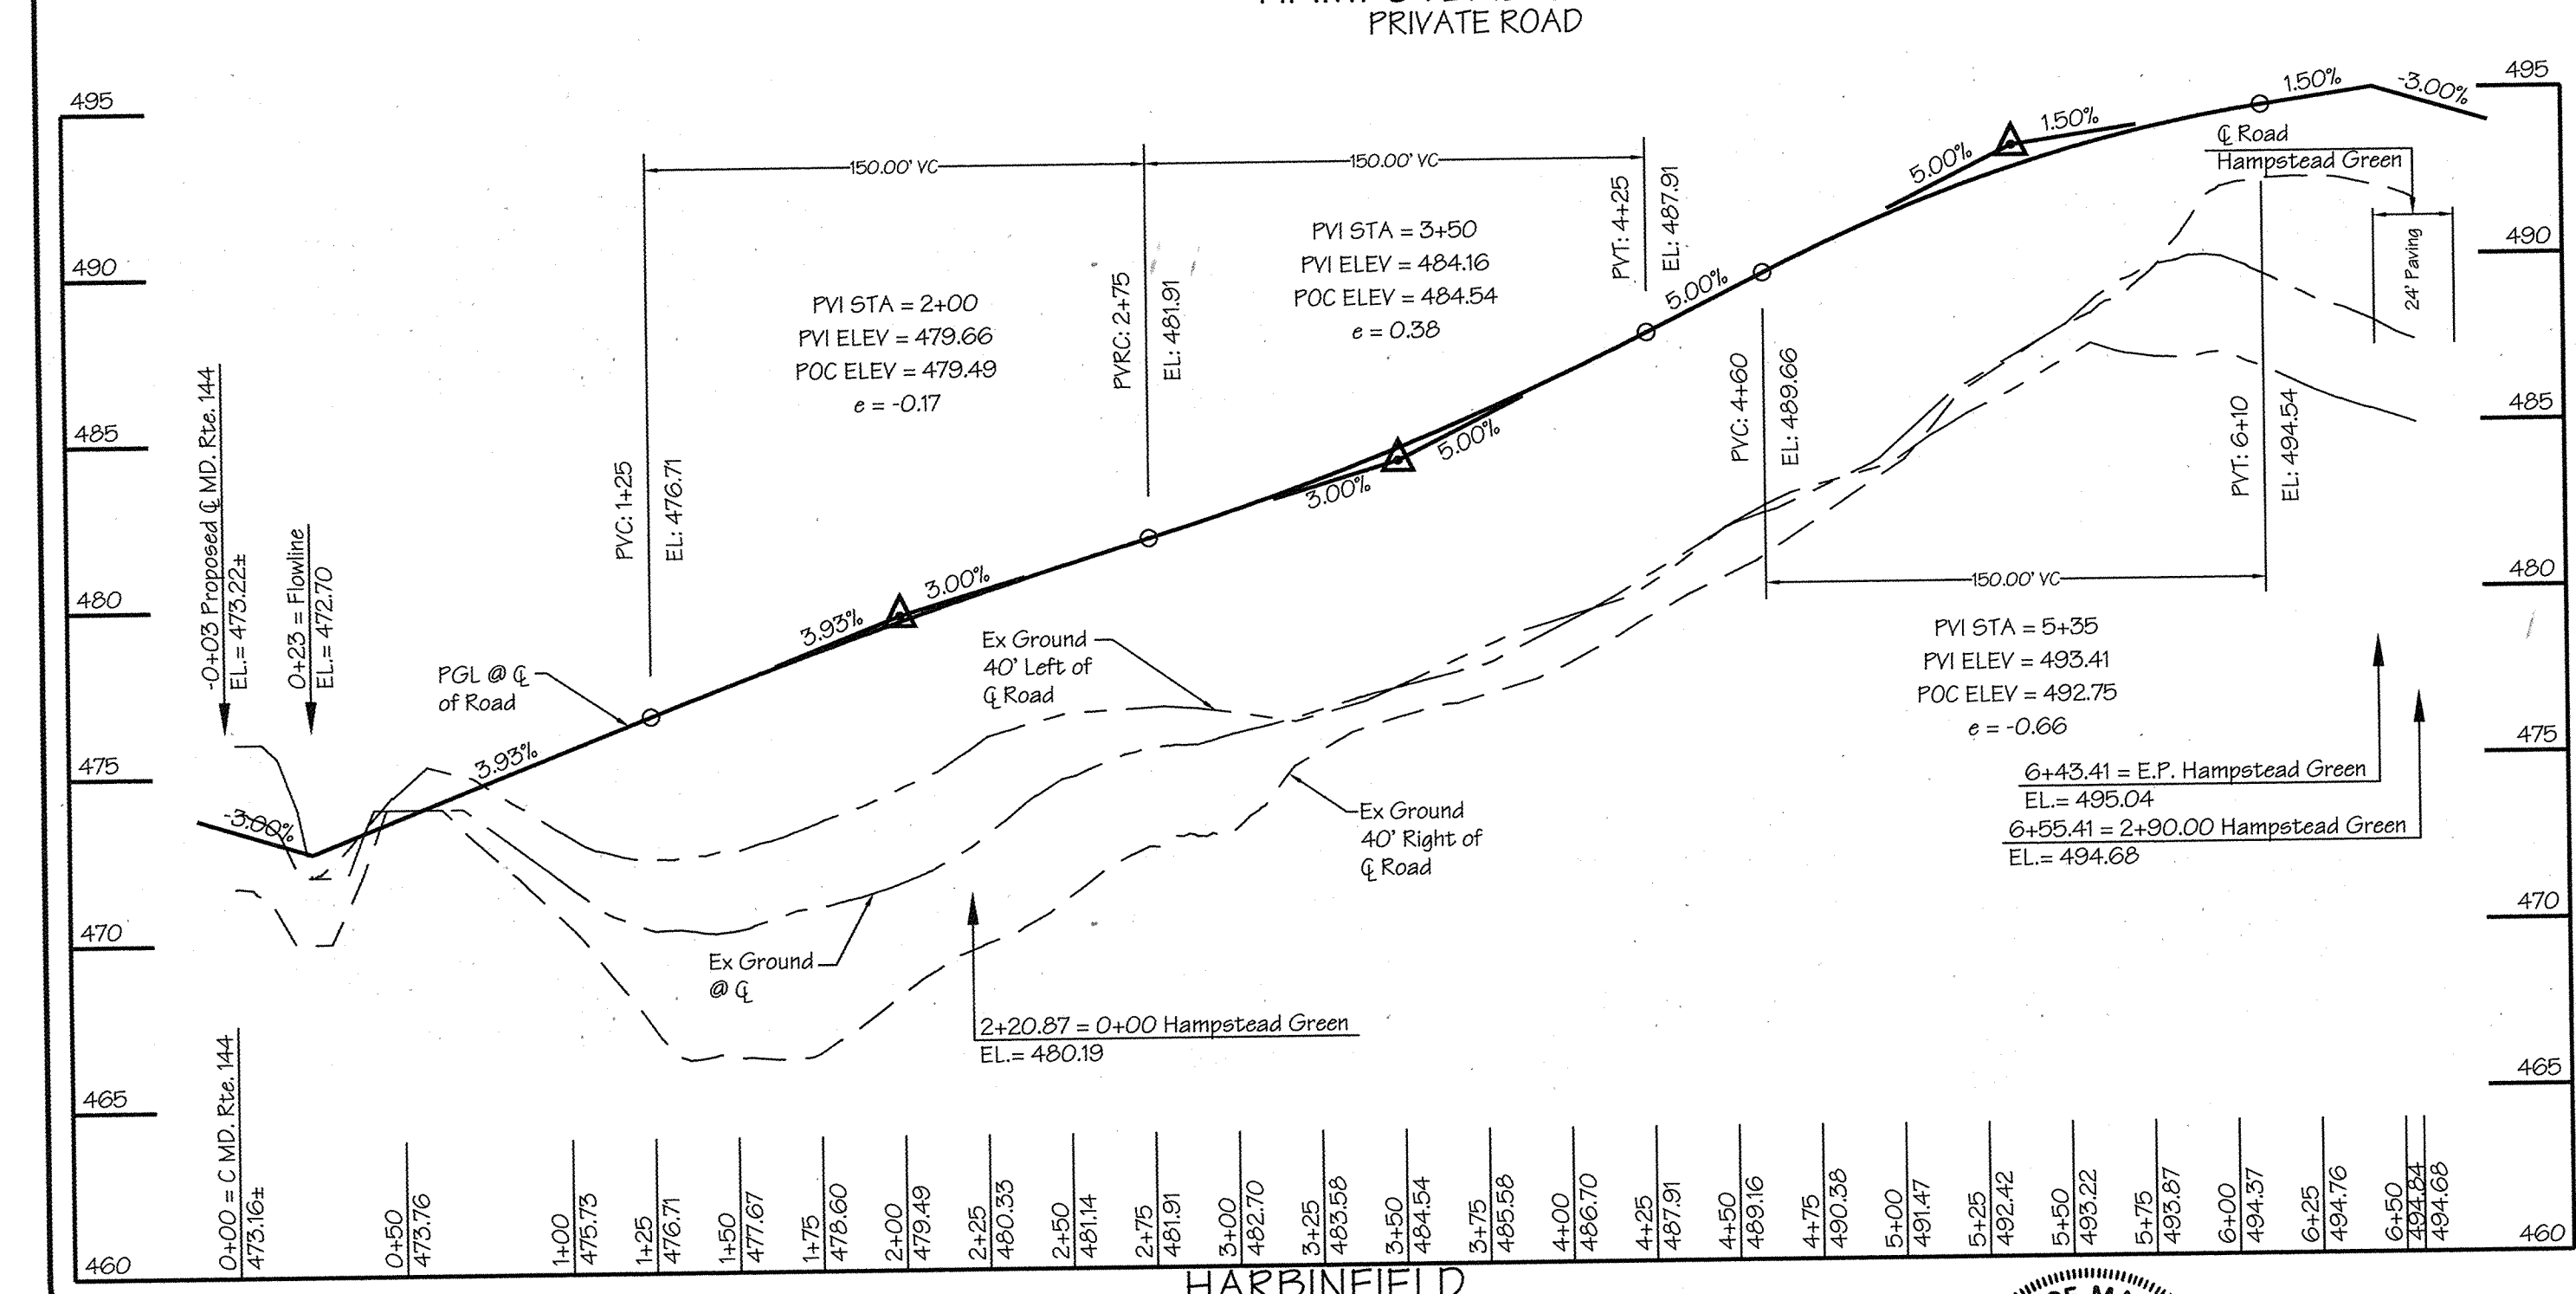 PRIVATE ROAD
495
490
485
480
475
470
465
460
495
490
485
480
475
470
465
460
-0+03 Proposed ℄ MD. Rte. 144
EL.= 473.22±
0+23 = Flowline
EL.= 472.70
-3.00%
PGL @ ℄
of Road
3.93%
PVC: 1+25
EL: 476.71
150.00' VC
PVI STA = 2+00
PVI ELEV = 479.66
POC ELEV = 479.49
e = -0.17
3.93%
3.00%
PVRC: 2+75
EL: 481.91
150.00' VC
PVI STA = 3+50
PVI ELEV = 484.16
POC ELEV = 484.54
e = 0.38
3.00%
5.00%
PVT: 4+25
EL: 487.91
5.00%
PVC: 4+60
EL: 489.66
5.00%
1.50%
1.50%
-3.00%
℄ Road
Hampstead Green
24' Paving
PVT: 6+10
EL: 494.54
150.00' VC
PVI STA = 5+35
PVI ELEV = 493.41
POC ELEV = 492.75
e = -0.66
6+43.41 = E.P. Hampstead Green
EL.= 495.04
6+55.41 = 2+90.00 Hampstead Green
EL.= 494.68
Ex Ground
40' Left of
℄ Road
Ex Ground
40' Right of
℄ Road
Ex Ground
@ ℄
2+20.87 = 0+00 Hampstead Green
EL.= 480.19
0+00 = C MD. Rte. 144
473.16±
0+50
473.76
1+00
475.73
1+25
476.71
1+50
477.67
1+75
478.60
2+00
479.49
2+25
480.33
2+50
481.14
2+75
481.91
3+00
482.70
3+25
483.58
3+50
484.54
3+75
485.58
4+00
486.70
4+25
487.91
4+50
489.16
4+75
490.38
5+00
491.47
5+25
492.42
5+50
493.22
5+75
493.87
6+00
494.37
6+25
494.76
6+50
494.84
494.68
HARBINFIELD